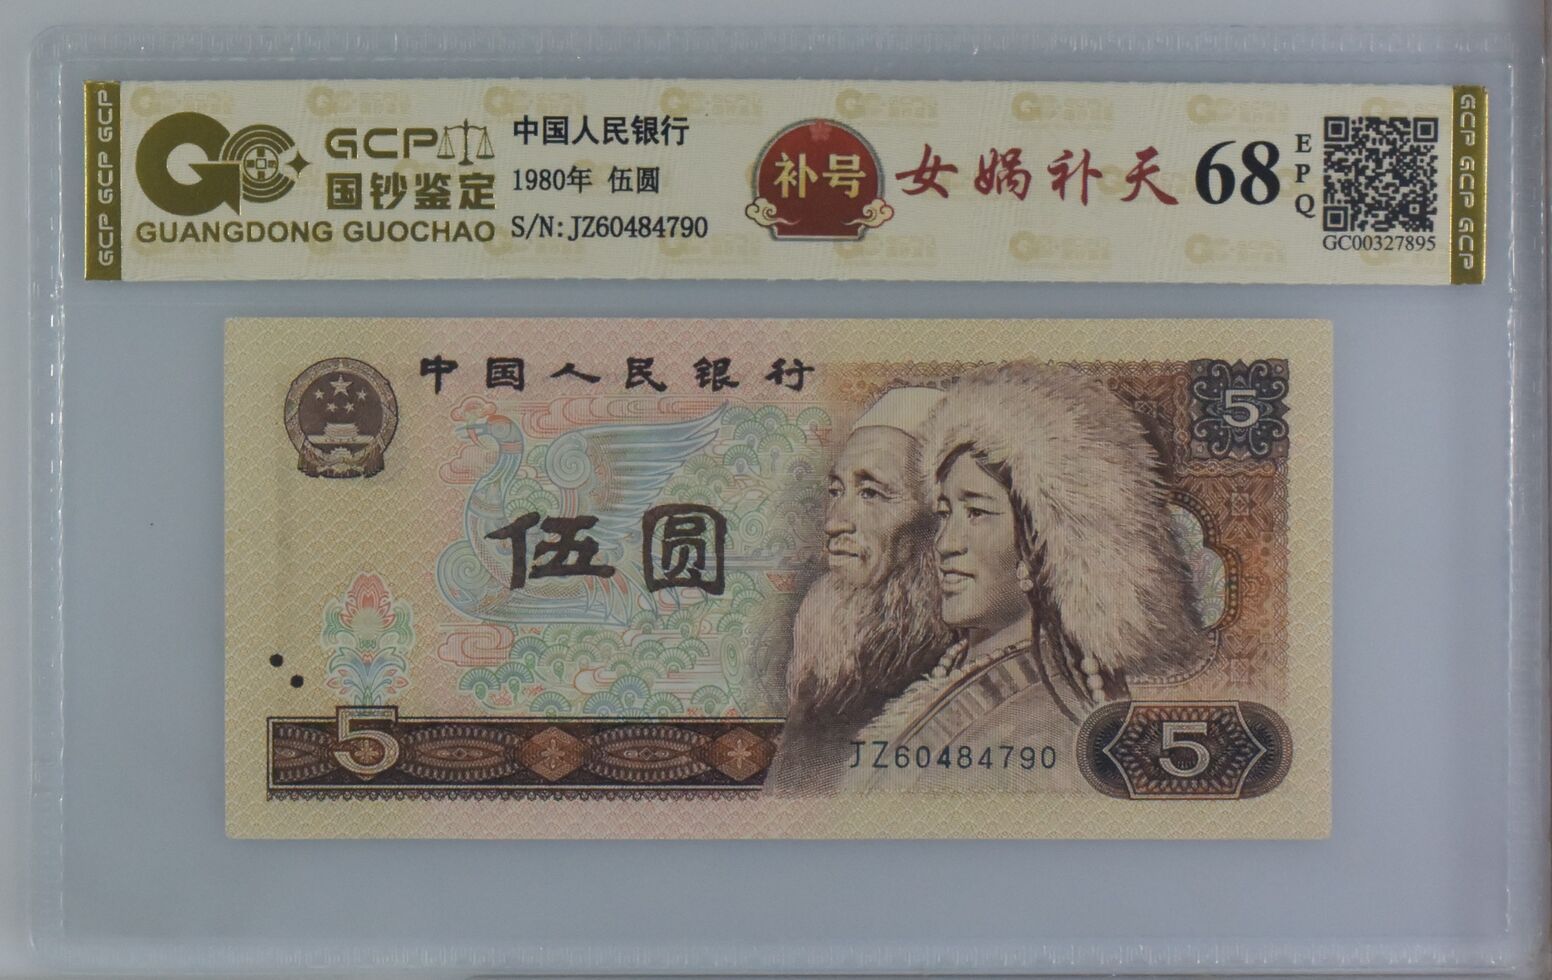 GCP GCP GCP
GCP
国钞鉴定
GUANGDONG GUOCHAO
中国人民银行
1980年 伍圆
S/N: JZ60484790
补号
女娲补天
68
EPQ
GC00327895
GCP GCP GCP
中国人民银行
5
伍圆
5
JZ60484790
5